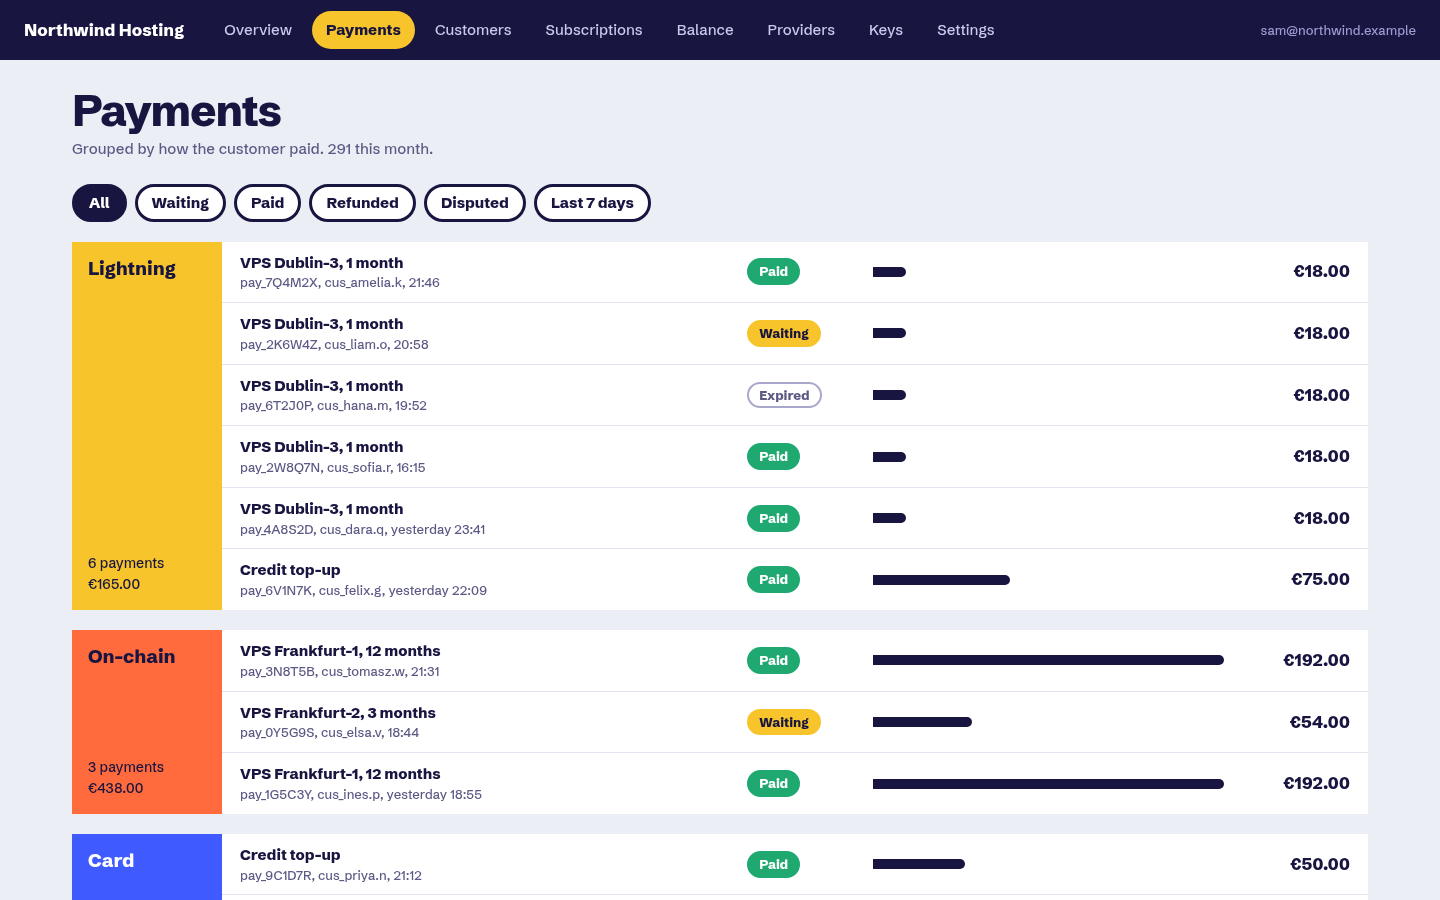 Northwind Hosting
Overview
Payments
Customers
Subscriptions
Balance
Providers
Keys
Settings
sam@northwind.example
Payments
Grouped by how the customer paid. 291 this month.
All
Waiting
Paid
Refunded
Disputed
Last 7 days
Lightning
6 payments
€165.00
VPS Dublin-3, 1 month
pay_7Q4M2X, cus_amelia.k, 21:46
Paid
€18.00
VPS Dublin-3, 1 month
pay_2K6W4Z, cus_liam.o, 20:58
Waiting
€18.00
VPS Dublin-3, 1 month
pay_6T2J0P, cus_hana.m, 19:52
Expired
€18.00
VPS Dublin-3, 1 month
pay_2W8Q7N, cus_sofia.r, 16:15
Paid
€18.00
VPS Dublin-3, 1 month
pay_4A8S2D, cus_dara.q, yesterday 23:41
Paid
€18.00
Credit top-up
pay_6V1N7K, cus_felix.g, yesterday 22:09
Paid
€75.00
On-chain
3 payments
€438.00
VPS Frankfurt-1, 12 months
pay_3N8T5B, cus_tomasz.w, 21:31
Paid
€192.00
VPS Frankfurt-2, 3 months
pay_0Y5G9S, cus_elsa.v, 18:44
Waiting
€54.00
VPS Frankfurt-1, 12 months
pay_1G5C3Y, cus_ines.p, yesterday 18:55
Paid
€192.00
Card
Credit top-up
pay_9C1D7R, cus_priya.n, 21:12
Paid
€50.00